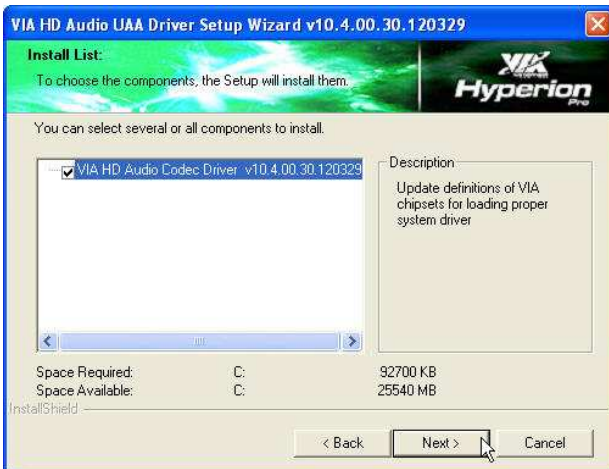 VIA HD Audio UAA Driver Setup Wizard v10.4.00.30.120329
Install List:
To choose the components, the Setup will install them.
VIA
Hyperion
Pro
You can select several or all components to install.
VIA HD Audio Codec Driver v10.4.00.30.120329
Description
Update definitions of VIA
chipsets for loading proper
system driver
Space Required: C: 92700 KB
Space Available: C: 25540 MB
InstallShield
< Back Next > Cancel